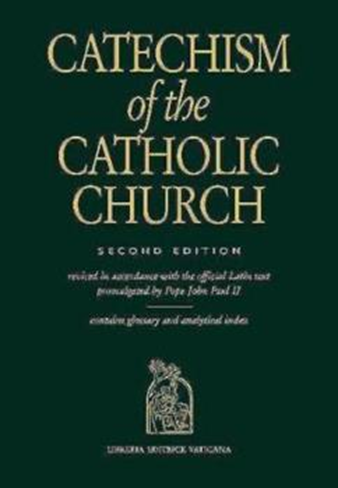 CATECHISM
of the
CATHOLIC
CHURCH
SECOND EDITION
revised in accordance with the official Latin text
promulgated by Pope John Paul II
contains glossary and analytical index
LIBRERIA EDITRICE VATICANA